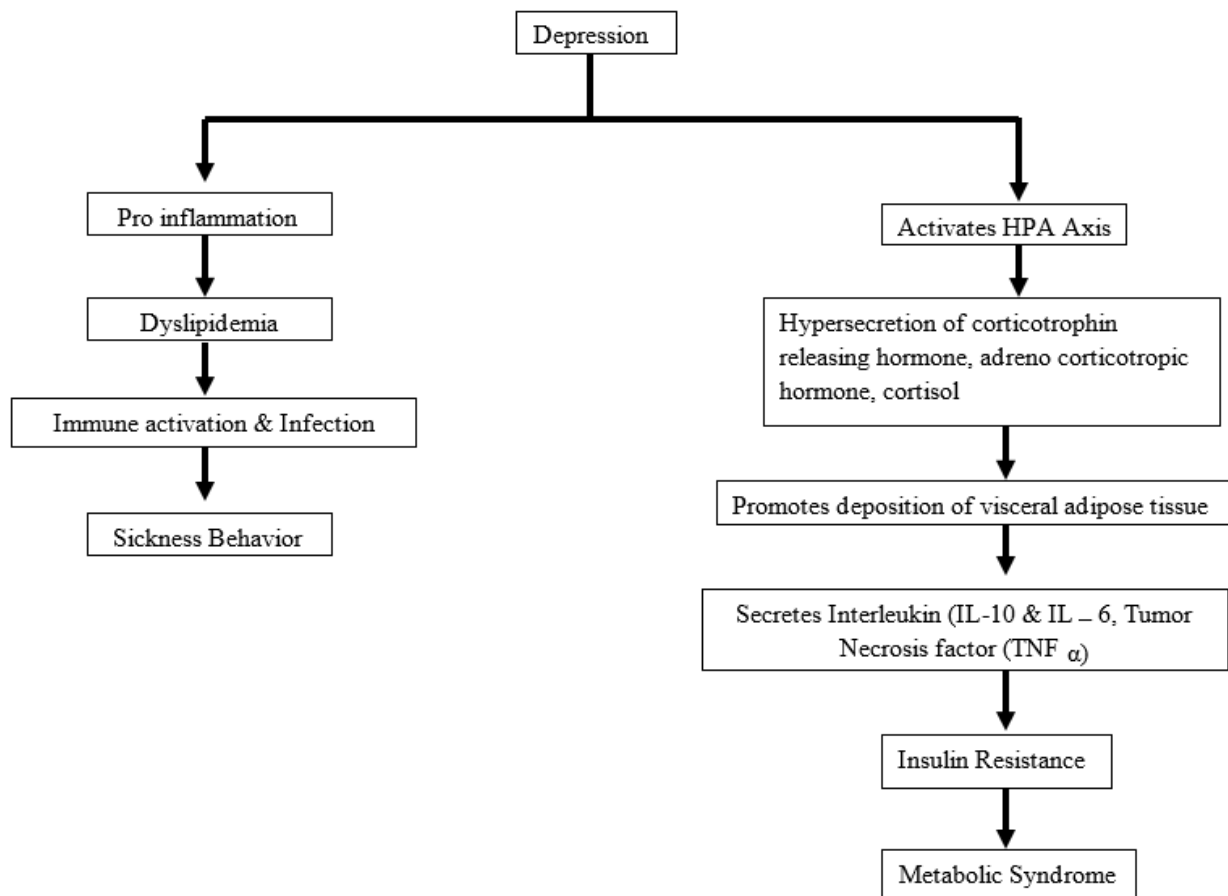 Depression
Pro inflammation
Dyslipidemia
Immune activation & Infection
Sickness Behavior
Activates HPA Axis
Hypersecretion of corticotrophin
releasing hormone, adreno corticotropic
hormone, cortisol
Promotes deposition of visceral adipose tissue
Secretes Interleukin (IL-10 & IL – 6, Tumor
Necrosis factor (TNF α)
Insulin Resistance
Metabolic Syndrome